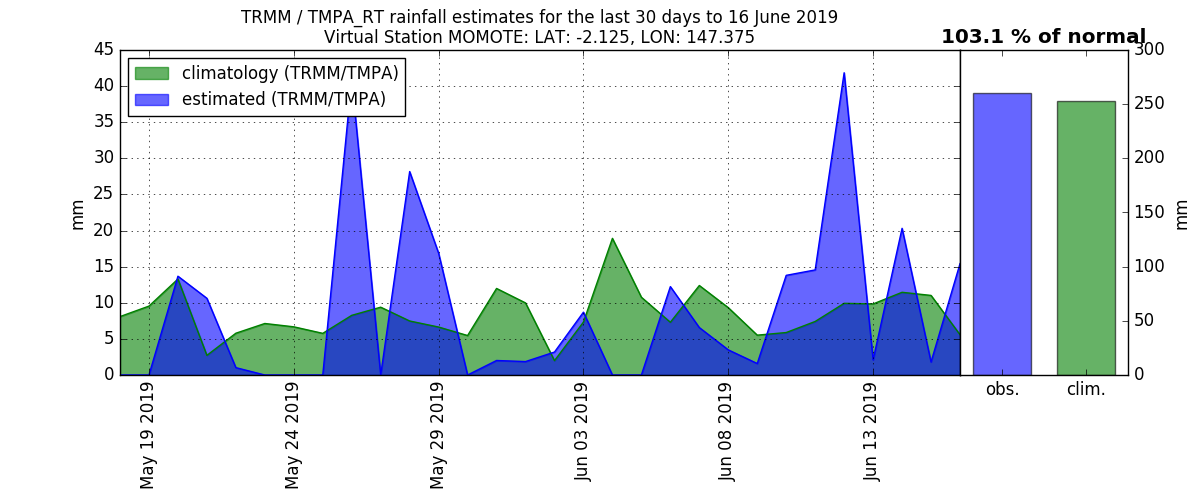 TRMM / TMPA_RT rainfall estimates for the last 30 days to 16 June 2019
Virtual Station MOMOTE: LAT: -2.125, LON: 147.375
103.1 % of normal
climatology (TRMM/TMPA)
estimated (TRMM/TMPA)
mm
45
40
35
30
25
20
15
10
5
0
May 19 2019
May 24 2019
May 29 2019
Jun 03 2019
Jun 08 2019
Jun 13 2019
obs.
clim.
300
250
200
150
100
50
0
mm